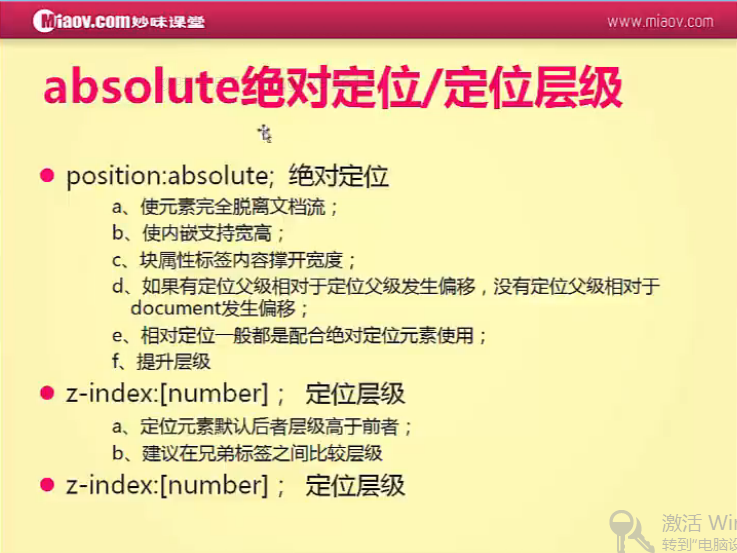 Miaov.com妙味课堂
www.miaov.com
absolute绝对定位/定位层级
position:absolute; 绝对定位
a、使元素完全脱离文档流；
b、使内嵌支持宽高；
c、块属性标签内容撑开宽度；
d、如果有定位父级相对于定位父级发生偏移，没有定位父级相对于
document发生偏移；
e、相对定位一般都是配合绝对定位元素使用；
f、提升层级
z-index:[number]； 定位层级
a、定位元素默认后者层级高于前者；
b、建议在兄弟标签之间比较层级
z-index:[number]； 定位层级
激活 Win
转到"电脑设